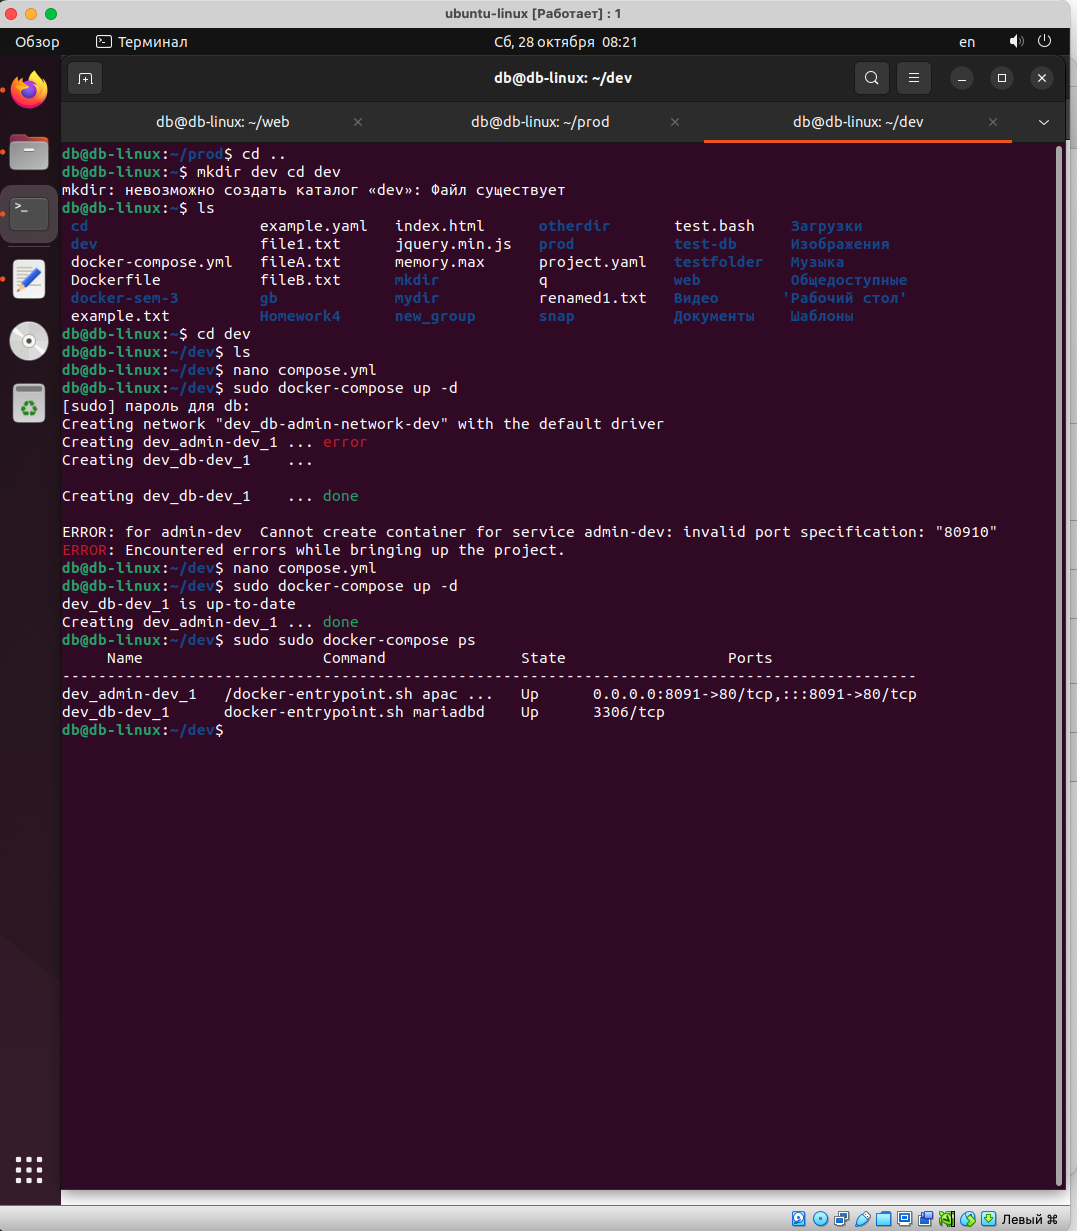 ubuntu-linux [Работает] : 1
Обзор Терминал Сб, 28 октября 08:21 en
db@db-linux: ~/dev
db@db-linux: ~/web db@db-linux: ~/prod db@db-linux: ~/dev
db@db-linux:~/prod$ cd ..
db@db-linux:~$ mkdir dev cd dev
mkdir: невозможно создать каталог «dev»: Файл существует
db@db-linux:~$ ls
cd example.yaml index.html otherdir test.bash Загрузки
dev file1.txt jquery.min.js prod test-db Изображения
docker-compose.yml fileA.txt memory.max project.yaml testfolder Музыка
Dockerfile fileB.txt mkdir q web Общедоступные
docker-sem-3 gb mydir renamed1.txt Видео 'Рабочий стол'
example.txt Homework4 new_group snap Документы Шаблоны
db@db-linux:~$ cd dev
db@db-linux:~/dev$ ls
db@db-linux:~/dev$ nano compose.yml
db@db-linux:~/dev$ sudo docker-compose up -d
[sudo] пароль для db:
Creating network "dev_db-admin-network-dev" with the default driver
Creating dev_admin-dev_1 ... error
Creating dev_db-dev_1 ...
Creating dev_db-dev_1 ... done
ERROR: for admin-dev Cannot create container for service admin-dev: invalid port specification: "80910"
ERROR: Encountered errors while bringing up the project.
db@db-linux:~/dev$ nano compose.yml
db@db-linux:~/dev$ sudo docker-compose up -d
dev_db-dev_1 is up-to-date
Creating dev_admin-dev_1 ... done
db@db-linux:~/dev$ sudo sudo docker-compose ps
Name Command State Ports
-----------------------------------------------------------------------------------------------
dev_admin-dev_1 /docker-entrypoint.sh apac ... Up 0.0.0.0:8091->80/tcp,:::8091->80/tcp
dev_db-dev_1 docker-entrypoint.sh mariadbd Up 3306/tcp
db@db-linux:~/dev$
Левый ⌘